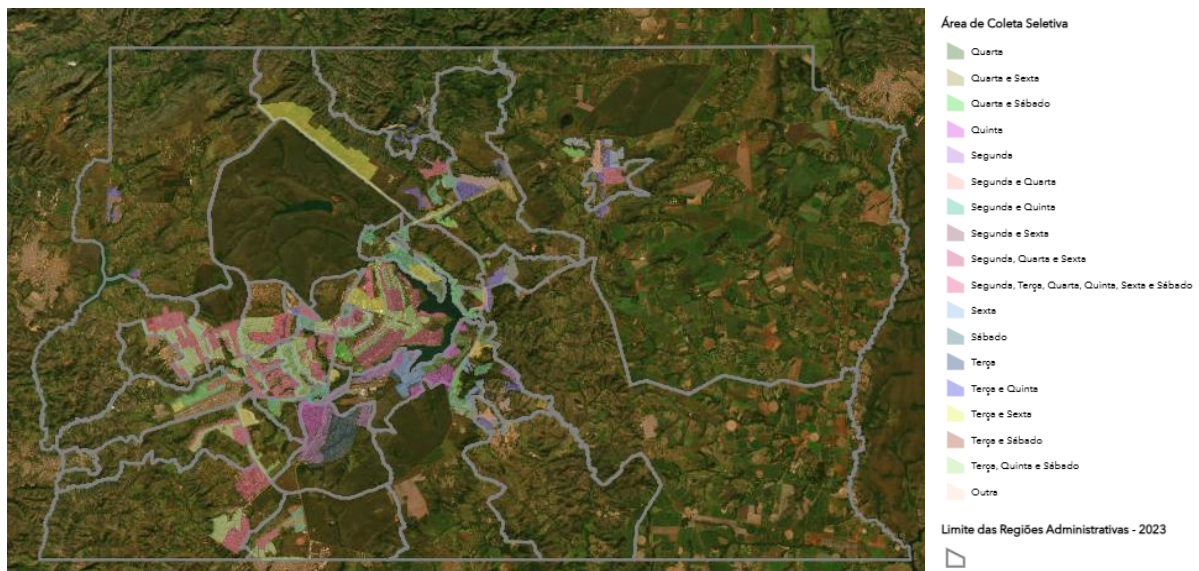 Área de Coleta Seletiva
Quarta
Quarta e Sexta
Quarta e Sábado
Quinta
Segunda
Segunda e Quarta
Segunda e Quinta
Segunda e Sexta
Segunda, Quarta e Sexta
Segunda, Terça, Quarta, Quinta, Sexta e Sábado
Sexta
Sábado
Terça
Terça e Quinta
Terça e Sexta
Terça e Sábado
Terça, Quinta e Sábado
Outra
Limite das Regiões Administrativas - 2023